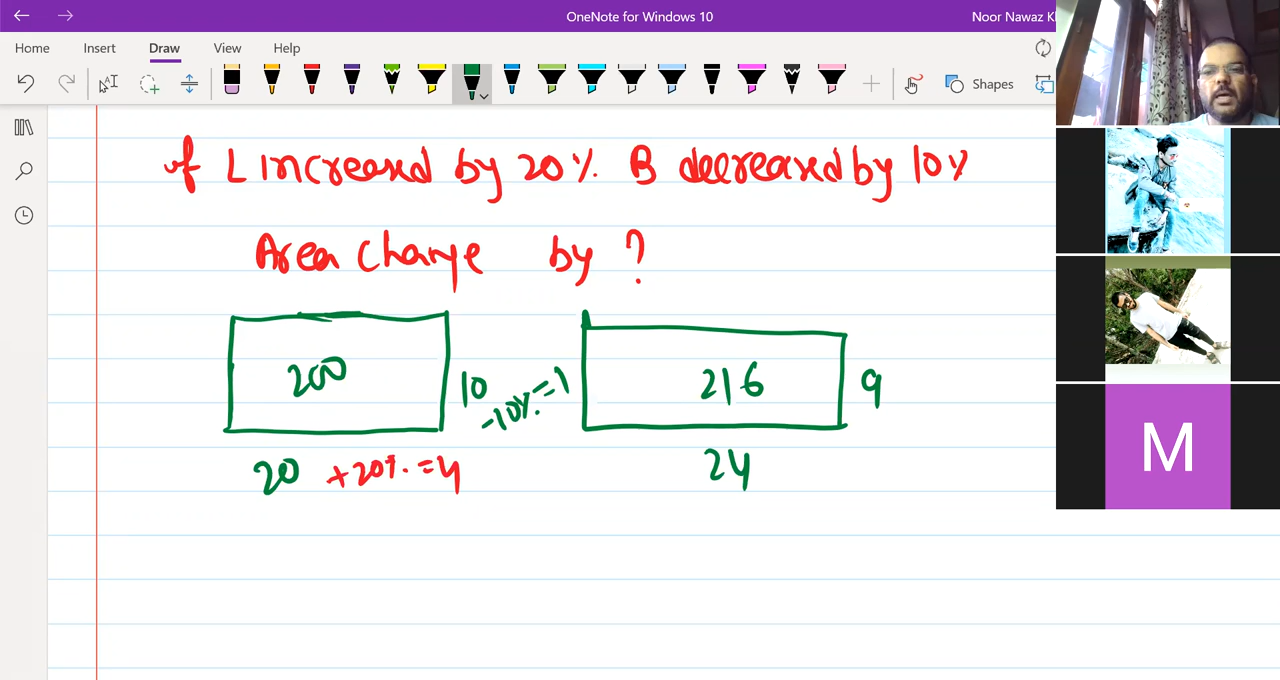 OneNote for Windows 10
Noor Nawaz Kh
Home Insert Draw View Help
Shapes
if L increased by 20% B decreased by 10%
Area change by ?
200
10
-10% = 1
216
9
20 +20% = 4
24
M